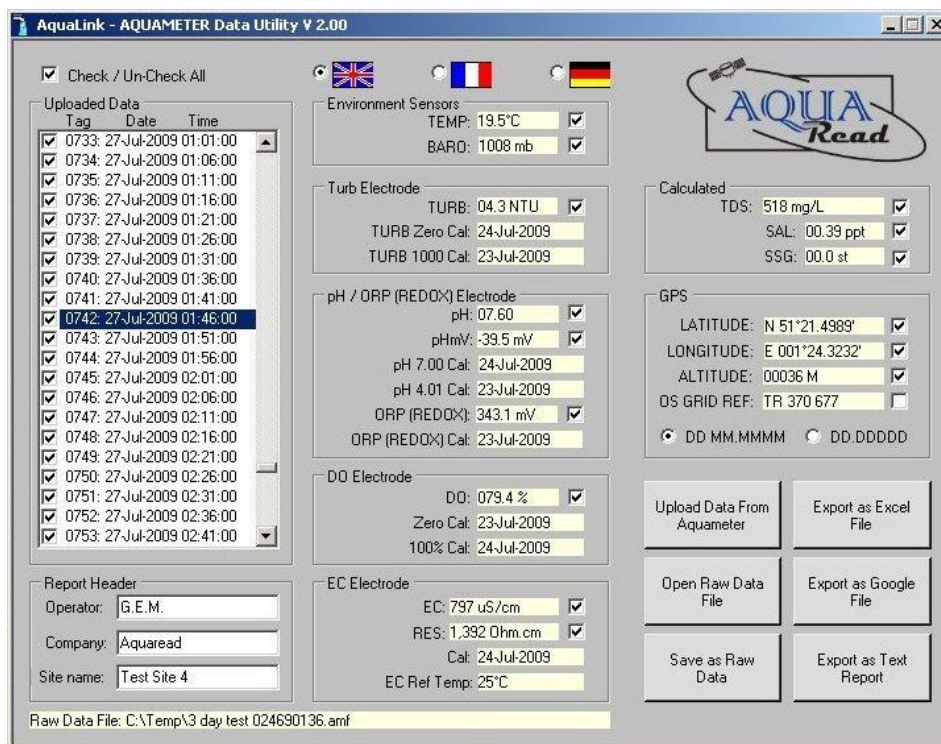 AquaLink - AQUAMETER Data Utility V 2.00
Check / Un-Check All
Uploaded Data
Tag Date Time
0733: 27-Jul-2009 01:01:00
0734: 27-Jul-2009 01:06:00
0735: 27-Jul-2009 01:11:00
0736: 27-Jul-2009 01:16:00
0737: 27-Jul-2009 01:21:00
0738: 27-Jul-2009 01:26:00
0739: 27-Jul-2009 01:31:00
0740: 27-Jul-2009 01:36:00
0741: 27-Jul-2009 01:41:00
0742: 27-Jul-2009 01:46:00
0743: 27-Jul-2009 01:51:00
0744: 27-Jul-2009 01:56:00
0745: 27-Jul-2009 02:01:00
0746: 27-Jul-2009 02:06:00
0747: 27-Jul-2009 02:11:00
0748: 27-Jul-2009 02:16:00
0749: 27-Jul-2009 02:21:00
0750: 27-Jul-2009 02:26:00
0751: 27-Jul-2009 02:31:00
0752: 27-Jul-2009 02:36:00
0753: 27-Jul-2009 02:41:00
Report Header
Operator: G.E.M.
Company: Aquaread
Site name: Test Site 4
Environment Sensors
TEMP: 19.5°C
BARO: 1008 mb
Turb Electrode
TURB: 04.3 NTU
TURB Zero Cal: 24-Jul-2009
TURB 1000 Cal: 23-Jul-2009
pH / ORP (REDOX) Electrode
pH: 07.60
pHmV: -39.5 mV
pH 7.00 Cal: 24-Jul-2009
pH 4.01 Cal: 23-Jul-2009
ORP (REDOX): 343.1 mV
ORP (REDOX) Cal: 23-Jul-2009
DO Electrode
DO: 079.4 %
Zero Cal: 23-Jul-2009
100% Cal: 24-Jul-2009
EC Electrode
EC: 797 uS/cm
RES: 1,392 Ohm.cm
Cal: 24-Jul-2009
EC Ref Temp: 25°C
AQUA
Read
Calculated
TDS: 518 mg/L
SAL: 00.39 ppt
SSG: 00.0 st
GPS
LATITUDE: N 51°21.4989'
LONGITUDE: E 001°24.3232'
ALTITUDE: 00036 M
OS GRID REF: TR 370 677
DD MM.MMMM DD.DDDDD
Upload Data From
Aquameter
Export as Excel
File
Open Raw Data
File
Export as Google
File
Save as Raw
Data
Export as Text
Report
Raw Data File: C:\Temp\3 day test 024690136.amf